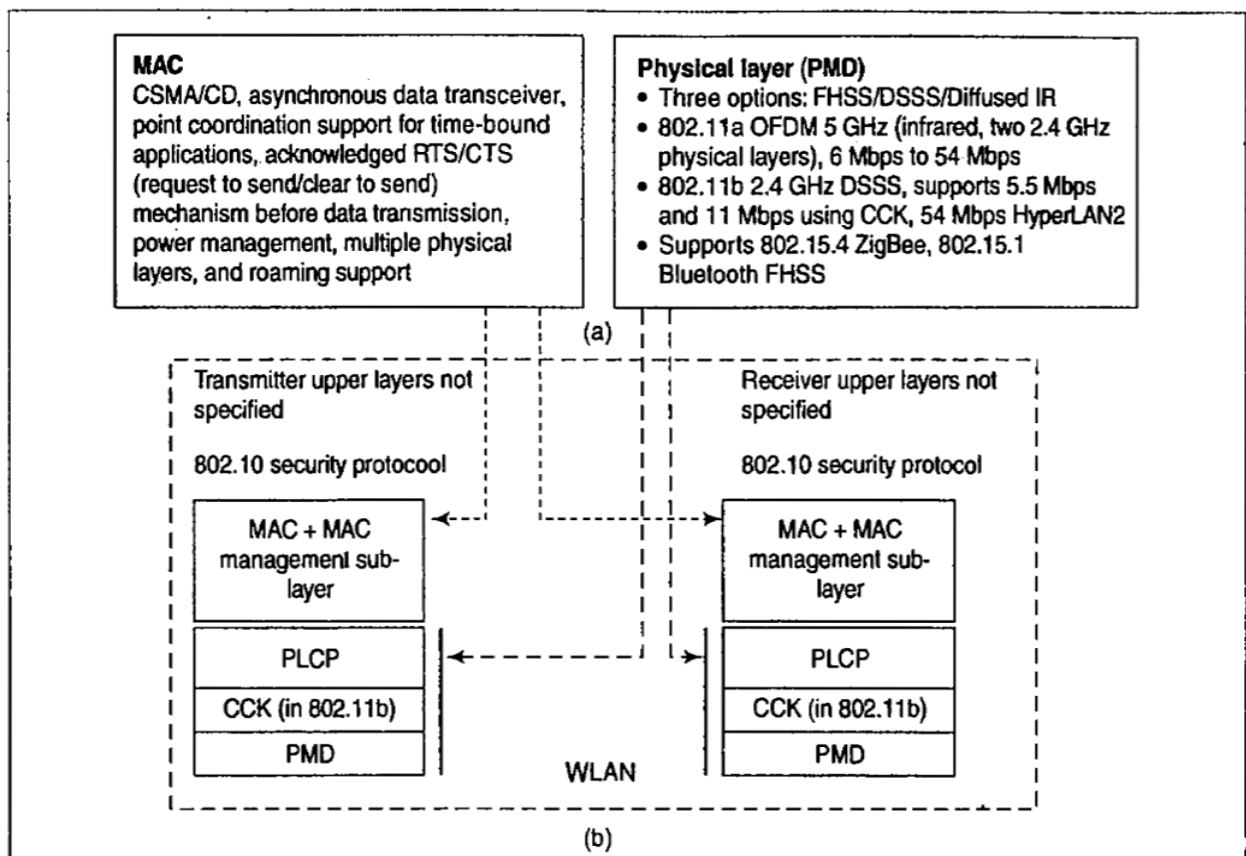 MAC
CSMA/CD, asynchronous data transceiver,
point coordination support for time-bound
applications, acknowledged RTS/CTS
(request to send/clear to send)
mechanism before data transmission,
power management, multiple physical
layers, and roaming support
Physical layer (PMD)
• Three options: FHSS/DSSS/Diffused IR
• 802.11a OFDM 5 GHz (infrared, two 2.4 GHz
physical layers), 6 Mbps to 54 Mbps
• 802.11b 2.4 GHz DSSS, supports 5.5 Mbps
and 11 Mbps using CCK, 54 Mbps HyperLAN2
• Supports 802.15.4 ZigBee, 802.15.1
Bluetooth FHSS
(a)
Transmitter upper layers not
specified
802.10 security protocool
MAC + MAC
management sub-
layer
PLCP
CCK (in 802.11b)
PMD
Receiver upper layers not
specified
802.10 security protocol
MAC + MAC
management sub-
layer
PLCP
CCK (in 802.11b)
PMD
WLAN
(b)